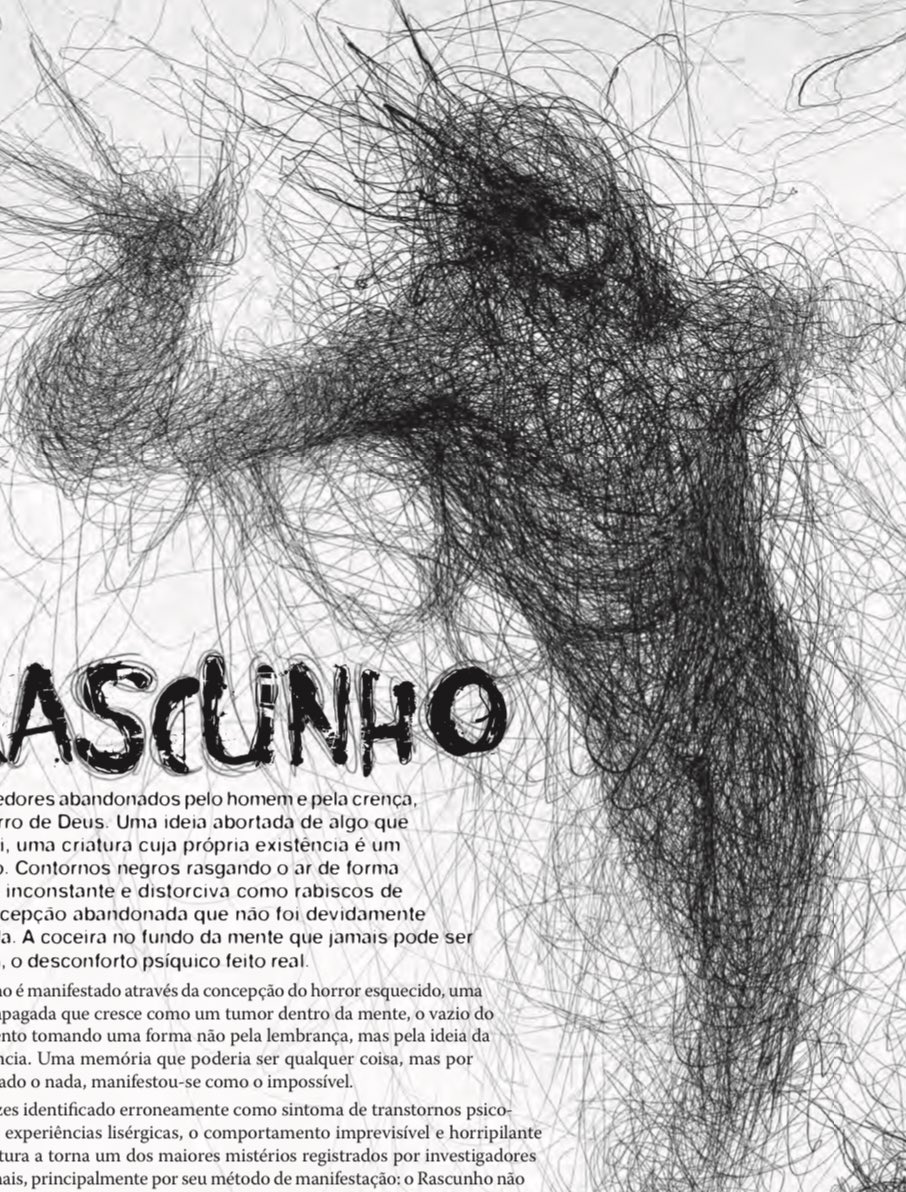 ASCUNHO
edores abandonados pelo homem e pela crença,
rro de Deus. Uma ideia abortada de algo que
i, uma criatura cuja própria existência é um
o. Contornos negros rasgando o ar de forma
inconstante e distorciva como rabiscos de
cepção abandonada que não foi devidamente
da. A coceira no fundo da mente que jamais pode ser
, o desconforto psíquico feito real.
ho é manifestado através da concepção do horror esquecido, uma
apagada que cresce como um tumor dentro da mente, o vazio do
ento tomando uma forma não pela lembrança, mas pela ideia da
ncia. Uma memória que poderia ser qualquer coisa, mas por
ado o nada, manifestou-se como o impossível.
zes identificado erroneamente como sintoma de transtornos psico-
experiências lisérgicas, o comportamento imprevisível e horripilante
tura a torna um dos maiores mistérios registrados por investigadores
nais, principalmente por seu método de manifestação: o Rascunho não